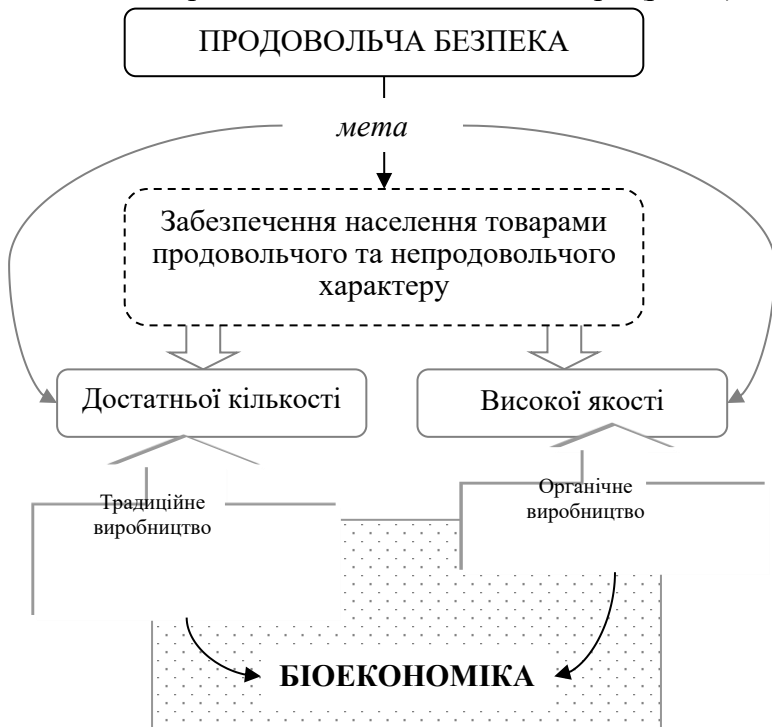 ПРОДОВОЛЬЧА БЕЗПЕКА
мета
Забезпечення населення товарами
продовольчого та непродовольчого
характеру
Достатньої кількості
Високої якості
Традиційне
виробництво
Органічне
виробництво
БІОЕКОНОМІКА